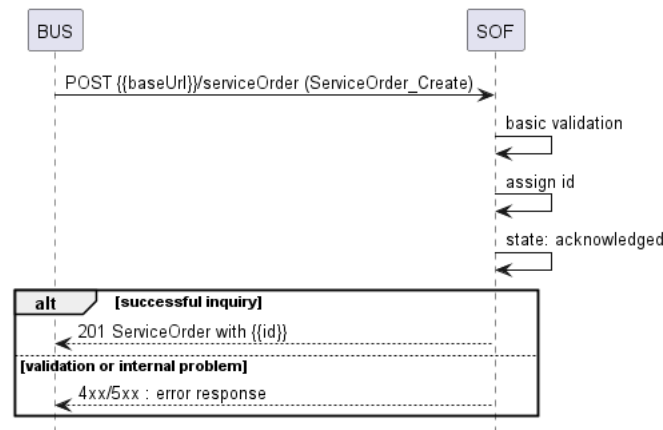 BUS
SOF
POST {{baseUrl}}/serviceOrder (ServiceOrder_Create)
basic validation
assign id
state: acknowledged
alt
[successful inquiry]
201 ServiceOrder with {{id}}
[validation or internal problem]
4xx/5xx : error response